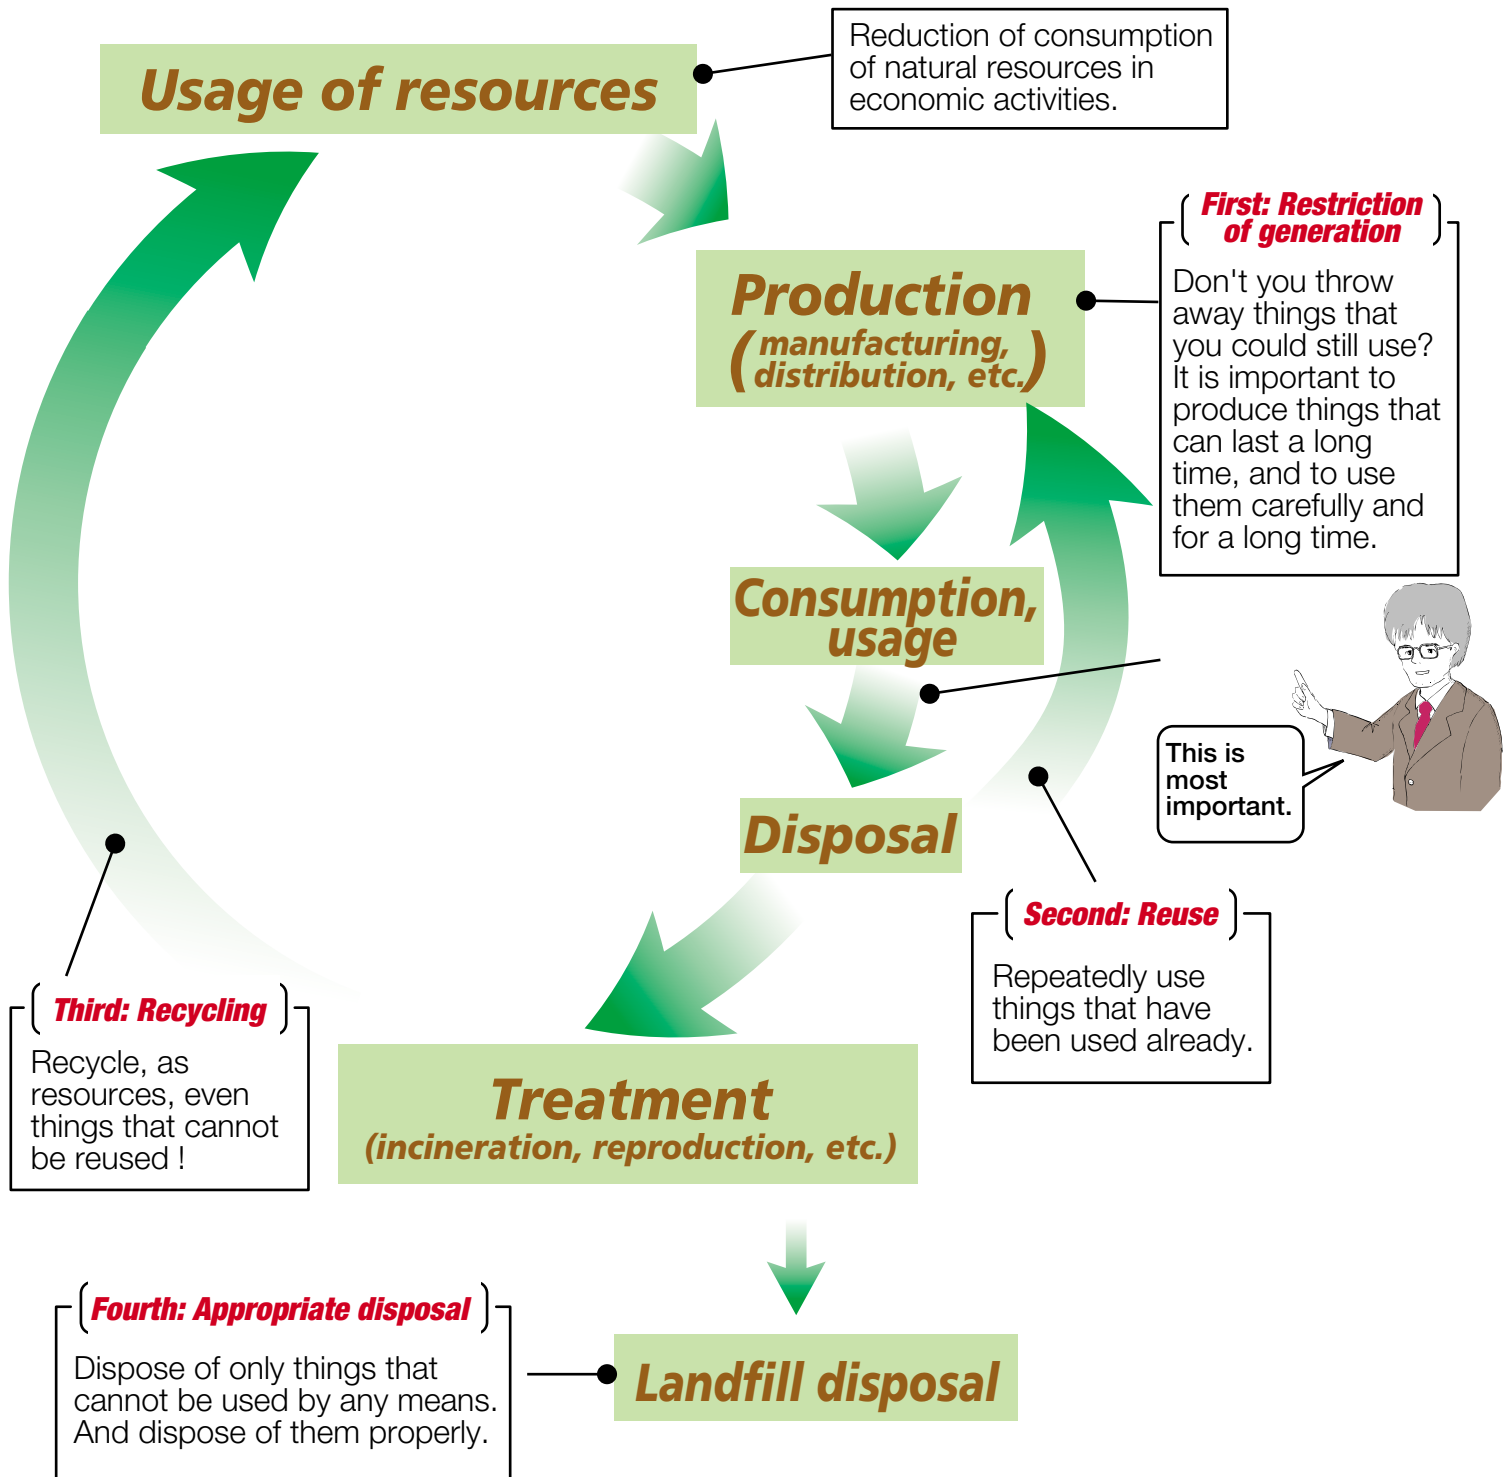 Usage of resources
Reduction of consumption
of natural resources in
economic activities.
First: Restriction
of generation
Don't you throw
away things that
you could still use?
It is important to
produce things that
can last a long
time, and to use
them carefully and
for a long time.
Production
(manufacturing,
distribution, etc.)
Consumption,
usage
This is
most
important.
Disposal
Second: Reuse
Repeatedly use
things that have
been used already.
Third: Recycling
Recycle, as
resources, even
things that cannot
be reused !
Treatment
(incineration, reproduction, etc.)
Fourth: Appropriate disposal
Dispose of only things that
cannot be used by any means.
And dispose of them properly.
Landfill disposal